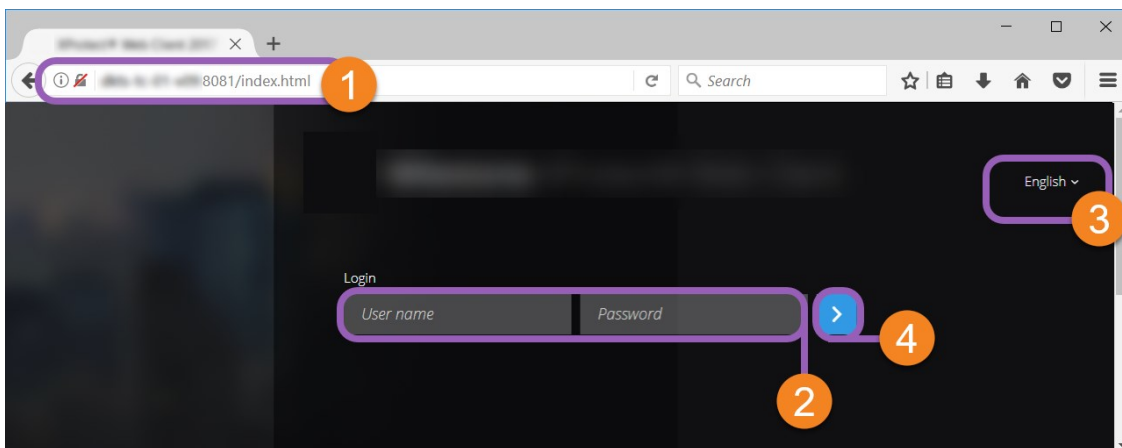 8081/index.html
Search
1
English
3
Login
User name
Password
4
2